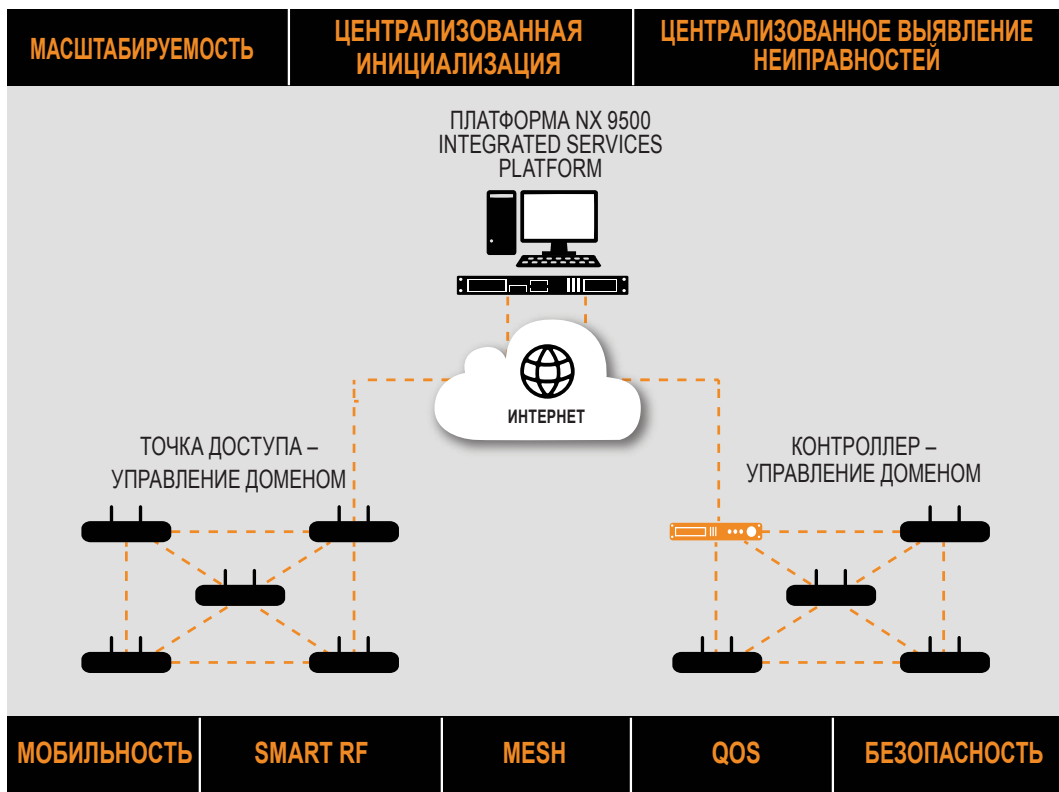 МАСШТАБИРУЕМОСТЬ
ЦЕНТРАЛИЗОВАННАЯ
ИНИЦИАЛИЗАЦИЯ
ЦЕНТРАЛИЗОВАННОЕ ВЫЯВЛЕНИЕ
НЕИПРАВНОСТЕЙ
ПЛАТФОРМА NX 9500
INTEGRATED SERVICES
PLATFORM
ИНТЕРНЕТ
ТОЧКА ДОСТУПА –
УПРАВЛЕНИЕ ДОМЕНОМ
КОНТРОЛЛЕР –
УПРАВЛЕНИЕ ДОМЕНОМ
МОБИЛЬНОСТЬ
SMART RF
MESH
QOS
БЕЗОПАСНОСТЬ